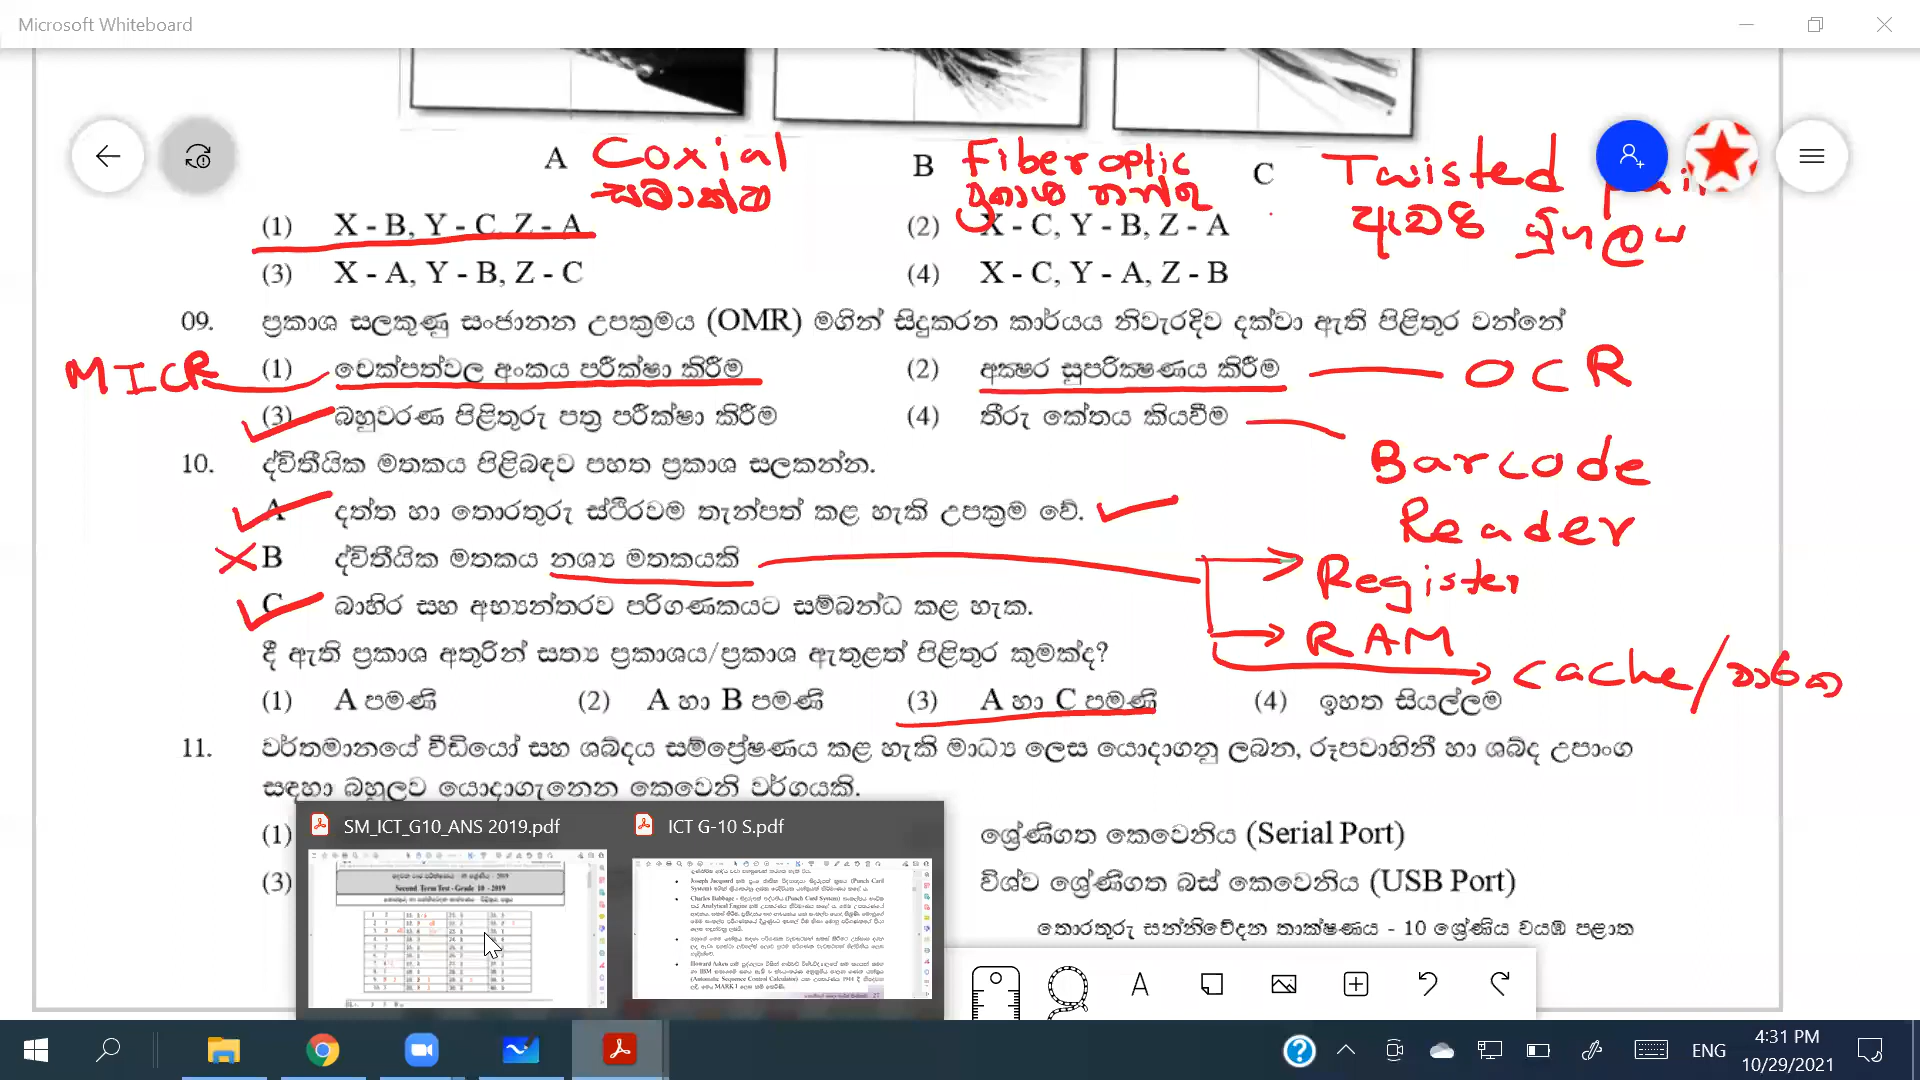 Microsoft Whiteboard
A Coxial B Fiber optic C Twisted
සමාක්ෂ ප්‍රකාශ තන්තු ඇඹරි යුගලය
(1) X - B, Y - C, Z - A (2) X - C, Y - B, Z - A
(3) X - A, Y - B, Z - C (4) X - C, Y - A, Z - B
09. ප්‍රකාශ සලකුණු සංජානන උපක්‍රමය (OMR) මගින් සිදුකරන කාර්යය නිවැරදිව දක්වා ඇති පිළිතුර වන්නේ
MICR (1) චෙක්පත්වල අංකය පරීක්ෂා කිරීම (2) අක්‍ෂර සුපරික්‍ෂණය කිරීම OCR
(3) බහුවරණ පිළිතුරු පත්‍ර පරීක්ෂා කිරීම (4) තීරු කේතය කියවීම
Barcode
Reader
10. ද්විතීයික මතකය පිළිබඳව පහත ප්‍රකාශ සලකන්න.
A දත්ත හා තොරතුරු ස්ථිරවම තැන්පත් කළ හැකි උපක්‍රම වේ.
B ද්විතීයික මතකය නශ්‍ය මතකයකි
Register
C බාහිර සහ අභ්‍යන්තරව පරිගණකයට සම්බන්ධ කළ හැක.
RAM
දී ඇති ප්‍රකාශ අතුරින් සත්‍ය ප්‍රකාශය/ප්‍රකාශ ඇතුළත් පිළිතුර කුමක්ද?
cache/
(1) A පමණි (2) A හා B පමණි (3) A හා C පමණි (4) ඉහත සියල්ලම
11. වර්තමානයේ වීඩියෝ සහ ශබ්දය සම්ප්‍රේෂණය කළ හැකි මාධ්‍ය ලෙස යොදාගනු ලබන, රූපවාහිනී හා ශබ්ද උපාංග
සඳහා බහුලව යොදාගැනෙන කෙවෙනි වර්ගයකි.
(1) ශ්‍රේණිගත කෙවෙනිය (Serial Port)
(3) විශ්ව ශ්‍රේණිගත බස් කෙවෙනිය (USB Port)
තොරතුරු සන්නිවේදන තාක්ෂණය - 10 ශ්‍රේණිය වයඹ පළාත
SM_ICT_G10_ANS 2019.pdf ICT G-10 S.pdf
Second Term Test - Grade 10 - 2019
ENG
4:31 PM
10/29/2021